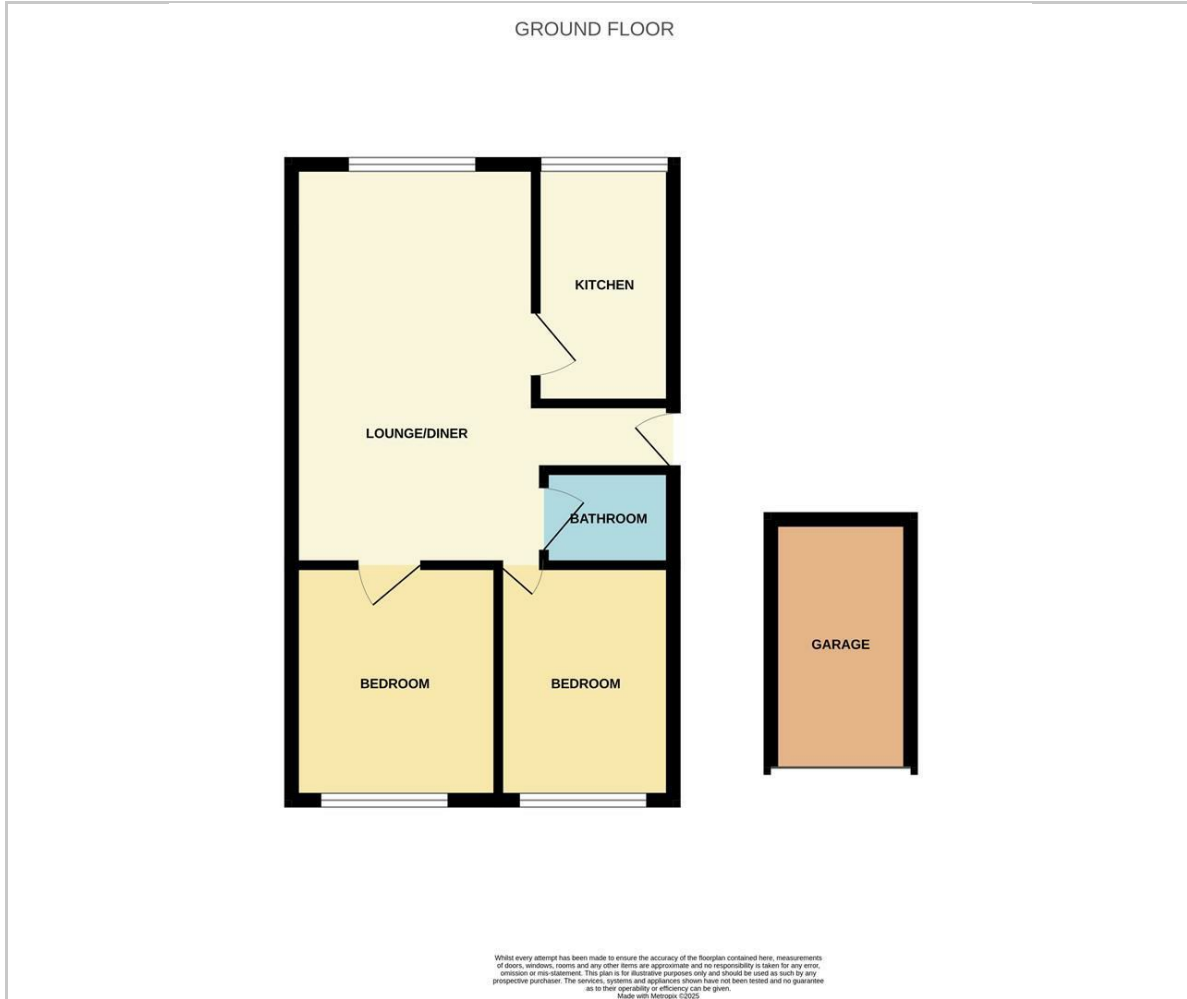 GROUND FLOOR
KITCHEN
LOUNGE/DINER
BATHROOM
GARAGE
BEDROOM
BEDROOM
Whilst every attempt has been made to ensure the accuracy of the floorplan contained here, measurements
of doors, windows, rooms and any other items are approximate and no responsibility is taken for any error,
omission or mis-statement. This plan is for illustrative purposes only and should be used as such by any
prospective purchaser. The services, systems and appliances shown have not been tested and no guarantee
as to their operability or efficiency can be given.
Made with Metropix ©2025